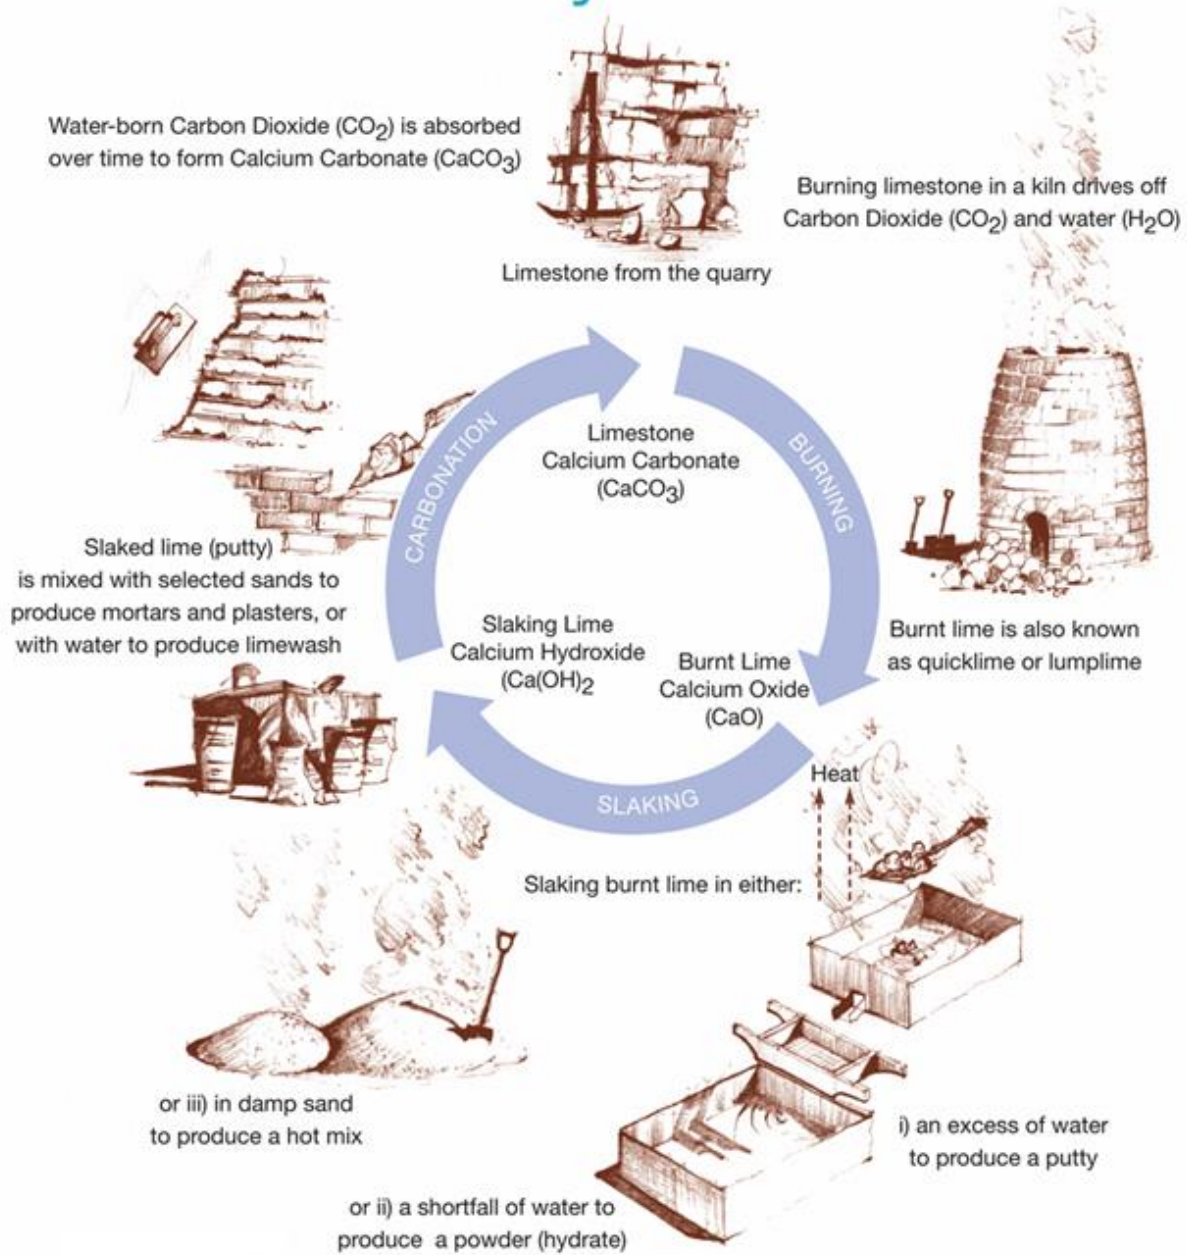 Water-born Carbon Dioxide (CO2) is absorbed
over time to form Calcium Carbonate (CaCO3)
Burning limestone in a kiln drives off
Carbon Dioxide (CO2) and water (H2O)
Limestone from the quarry
CARBONATION
BURNING
Limestone
Calcium Carbonate
(CaCO3)
Slaked lime (putty)
is mixed with selected sands to
produce mortars and plasters, or
with water to produce limewash
Slaking Lime
Calcium Hydroxide
(Ca(OH)2
Burnt Lime
Calcium Oxide
(CaO)
Burnt lime is also known
as quicklime or lumplime
SLAKING
Heat
Slaking burnt lime in either:
i) an excess of water
to produce a putty
or ii) a shortfall of water to
produce a powder (hydrate)
or iii) in damp sand
to produce a hot mix